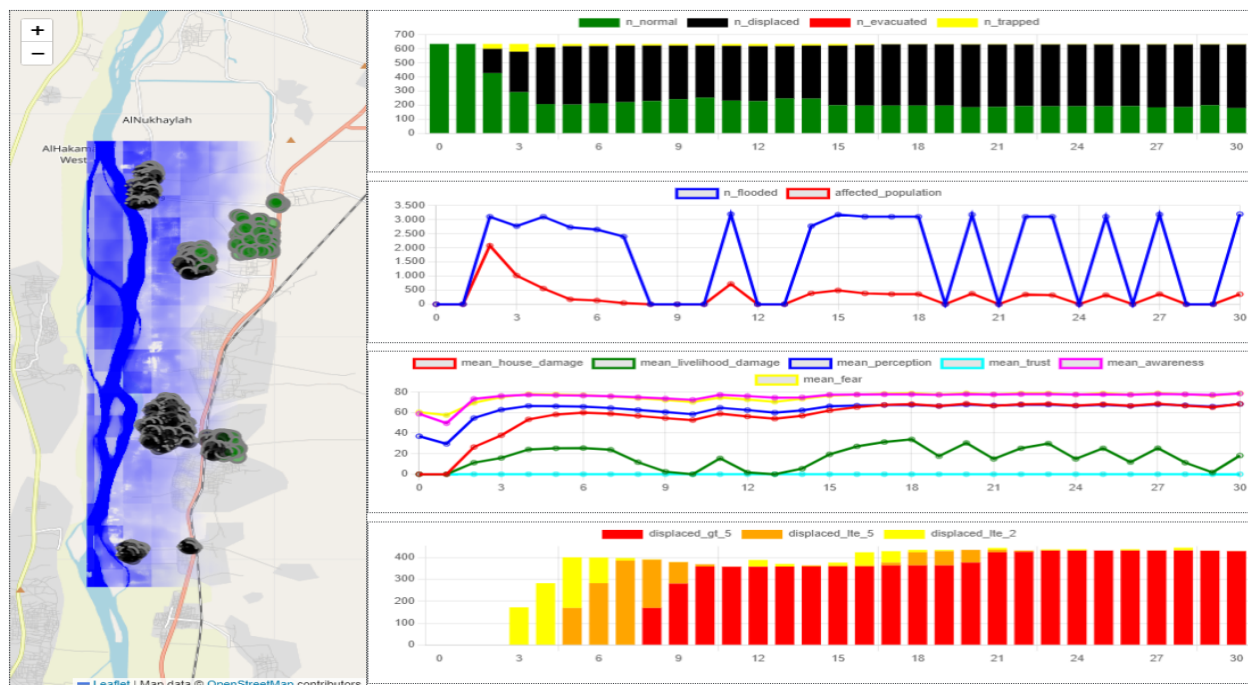 +
−
AlNukhaylah
AlHakam
West
Leaflet | Map data © OpenStreetMap contributors
n_normal n_displaced n_evacuated n_trapped
700
600
500
400
300
200
100
0
0 3 6 9 12 15 18 21 24 27 30
n_flooded affected_population
3.500
3.000
2.500
2.000
1.500
1.000
500
0
0 3 6 9 12 15 18 21 24 27 30
mean_house_damage mean_livelihood_damage mean_perception mean_trust mean_awareness
mean_fear
80
60
40
20
0
0 3 6 9 12 15 18 21 24 27 30
displaced_gt_5 displaced_lte_5 displaced_lte_2
400
300
200
100
0
0 3 6 9 12 15 18 21 24 27 30